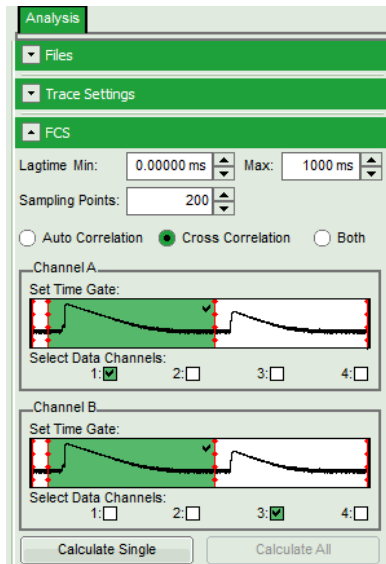 Analysis
Files
Trace Settings
FCS
Lagtime Min: 0.00000 ms Max: 1000 ms
Sampling Points: 200
Auto Correlation Cross Correlation Both
Channel A
Set Time Gate:
Select Data Channels:
1: 2: 3: 4:
Channel B
Set Time Gate:
Select Data Channels:
1: 2: 3: 4:
Calculate Single Calculate All